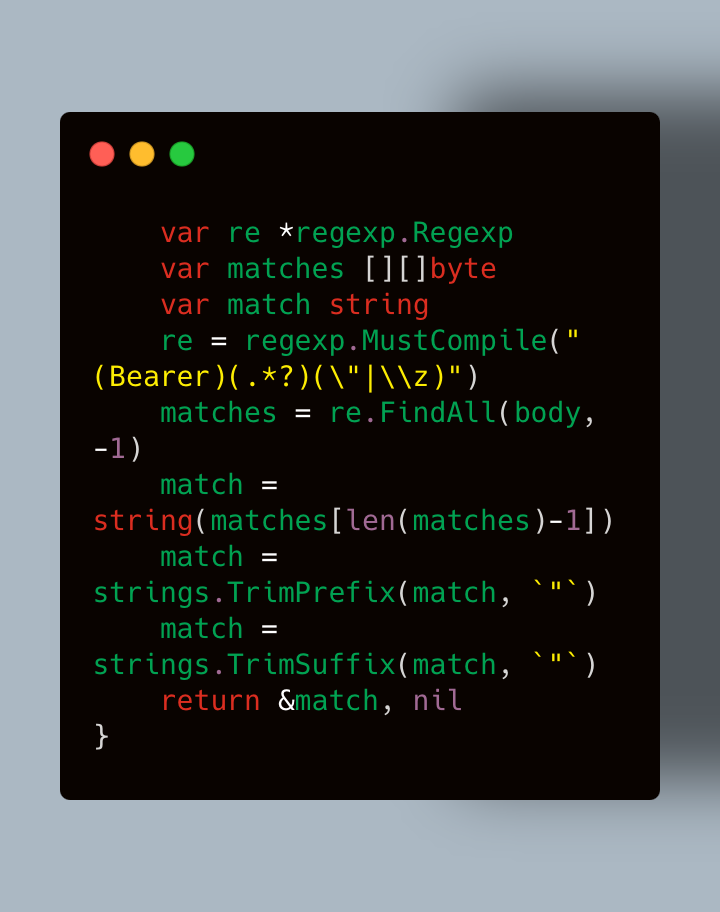 var re *regexp.Regexp
var matches [][]byte
var match string
re = regexp.MustCompile("
(Bearer)(.*?)(\"|\\z)")
matches = re.FindAll(body,
-1)
match =
string(matches[len(matches)-1])
match =
strings.TrimPrefix(match, `"`)
match =
strings.TrimSuffix(match, `"`)
return &match, nil
}